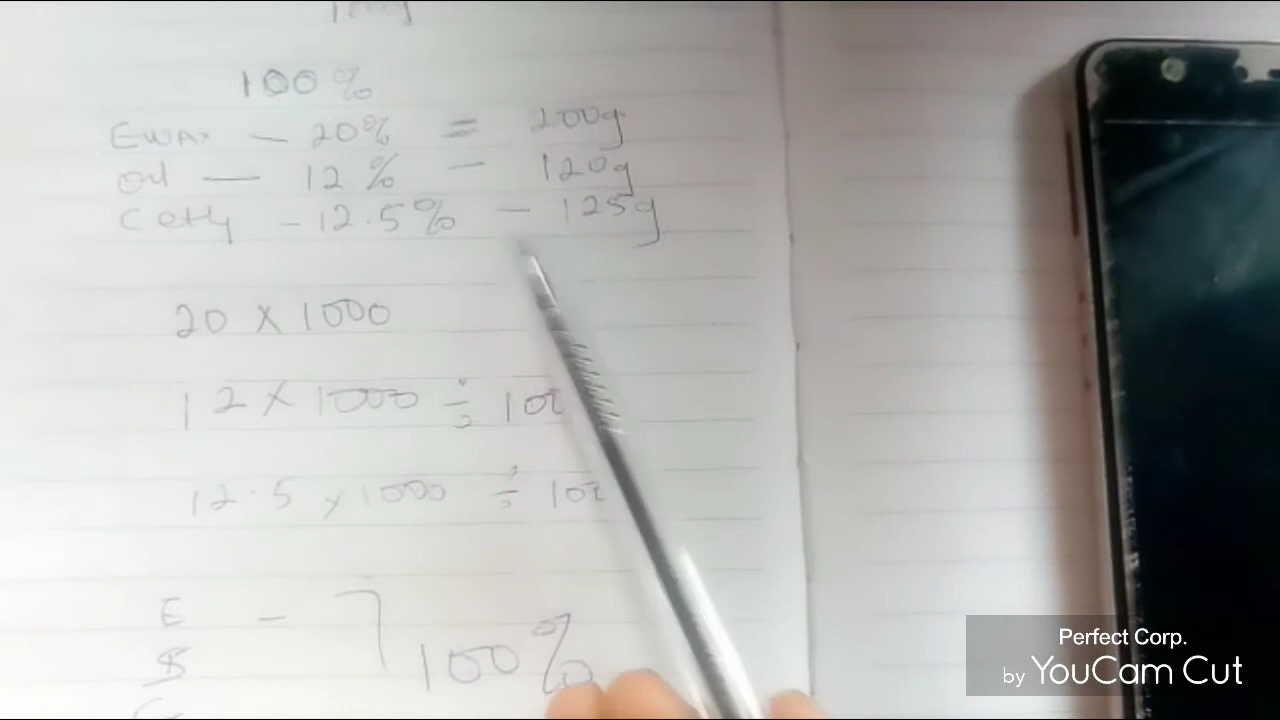 100%
Ewax — 20% = 200g
Oil — 12% — 120g
Cety - 12.5% — 125g
20 x 1000
12 x 1000 ÷ 100
12.5 x 1000 ÷ 100
E -
B
C
100%
Perfect Corp.
by YouCam Cut